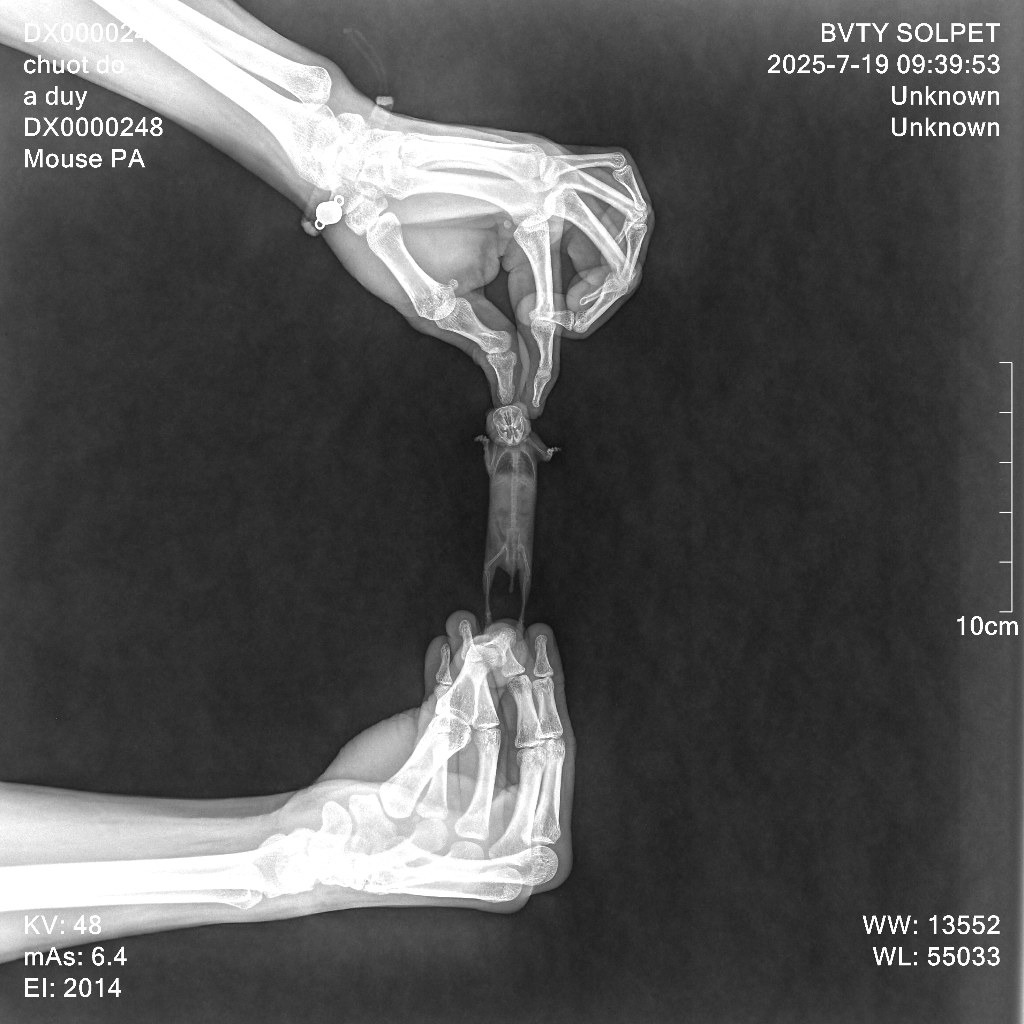 DX000024
chuot do
a duy
DX0000248
Mouse PA
BVTY SOLPET
2025-7-19 09:39:53
Unknown
Unknown
10cm
KV: 48
mAs: 6.4
EI: 2014
WW: 13552
WL: 55033